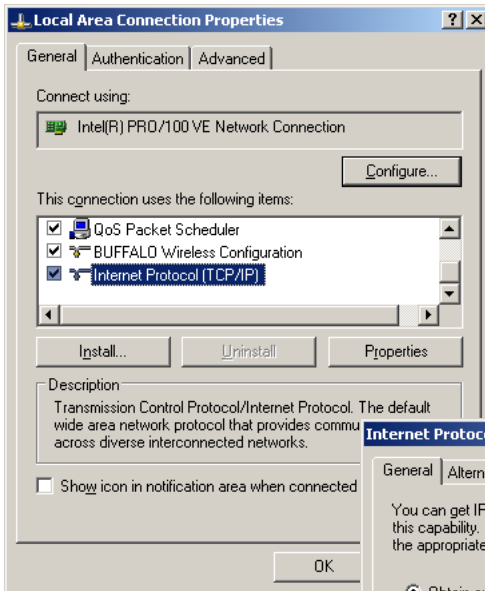 Local Area Connection Properties
General Authentication Advanced
Connect using:
Intel(R) PRO/100 VE Network Connection
Configure...
This connection uses the following items:
QoS Packet Scheduler
BUFFALO Wireless Configuration
Internet Protocol (TCP/IP)
Install... Uninstall Properties
Description
Transmission Control Protocol/Internet Protocol. The default
wide area network protocol that provides commu
across diverse interconnected networks.
Show icon in notification area when connected
OK
Internet Protoc
General Altern
You can get IP
this capability.
the appropriate
Obtain